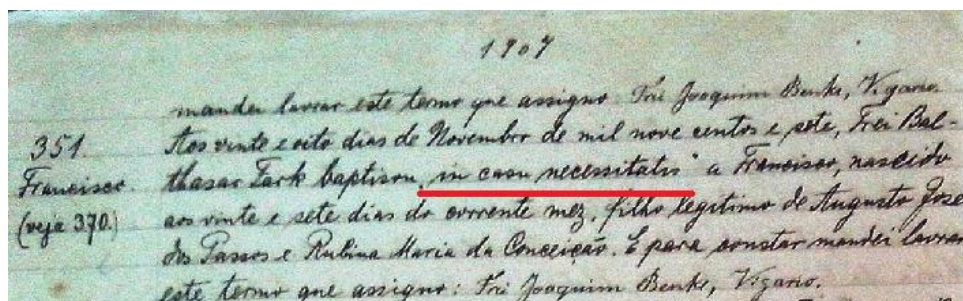 1907
mandei lavrar este termo que assigno: Frei Joaquim Benke, Vigario.
351. Aos vinte e oito dias de Novembro de mil nove centos e sete, Frei Bal-
Francisco. thasar Fark baptisou „in casu necessitatis" a Francisco, nascido
(veja 370.) aos vinte e sete dias do corrente mez, filho legitimo de Augusto José
dos Passos e Rubina Maria da Conceição. E para constar mandei lavrar
este termo que assigno: Frei Joaquim Benke, Vigario.